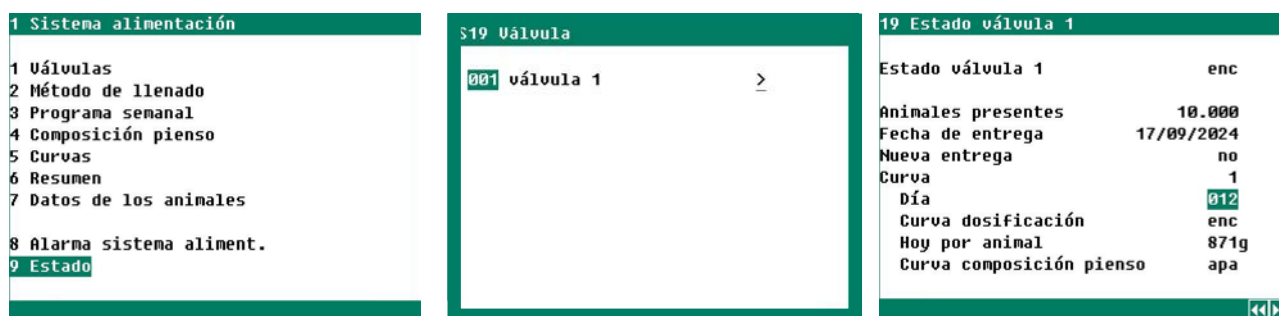 1 Sistema alimentación
1 Válvulas
2 Método de llenado
3 Programa semanal
4 Composición pienso
5 Curvas
6 Resumen
7 Datos de los animales
8 Alarma sistema aliment.
9 Estado
S19 Válvula
001 válvula 1 >
19 Estado válvula 1
Estado válvula 1 enc
Animales presentes 10.000
Fecha de entrega 17/09/2024
Nueva entrega no
Curva 1
Día 012
Curva dosificación enc
Hoy por animal 871g
Curva composición pienso apa